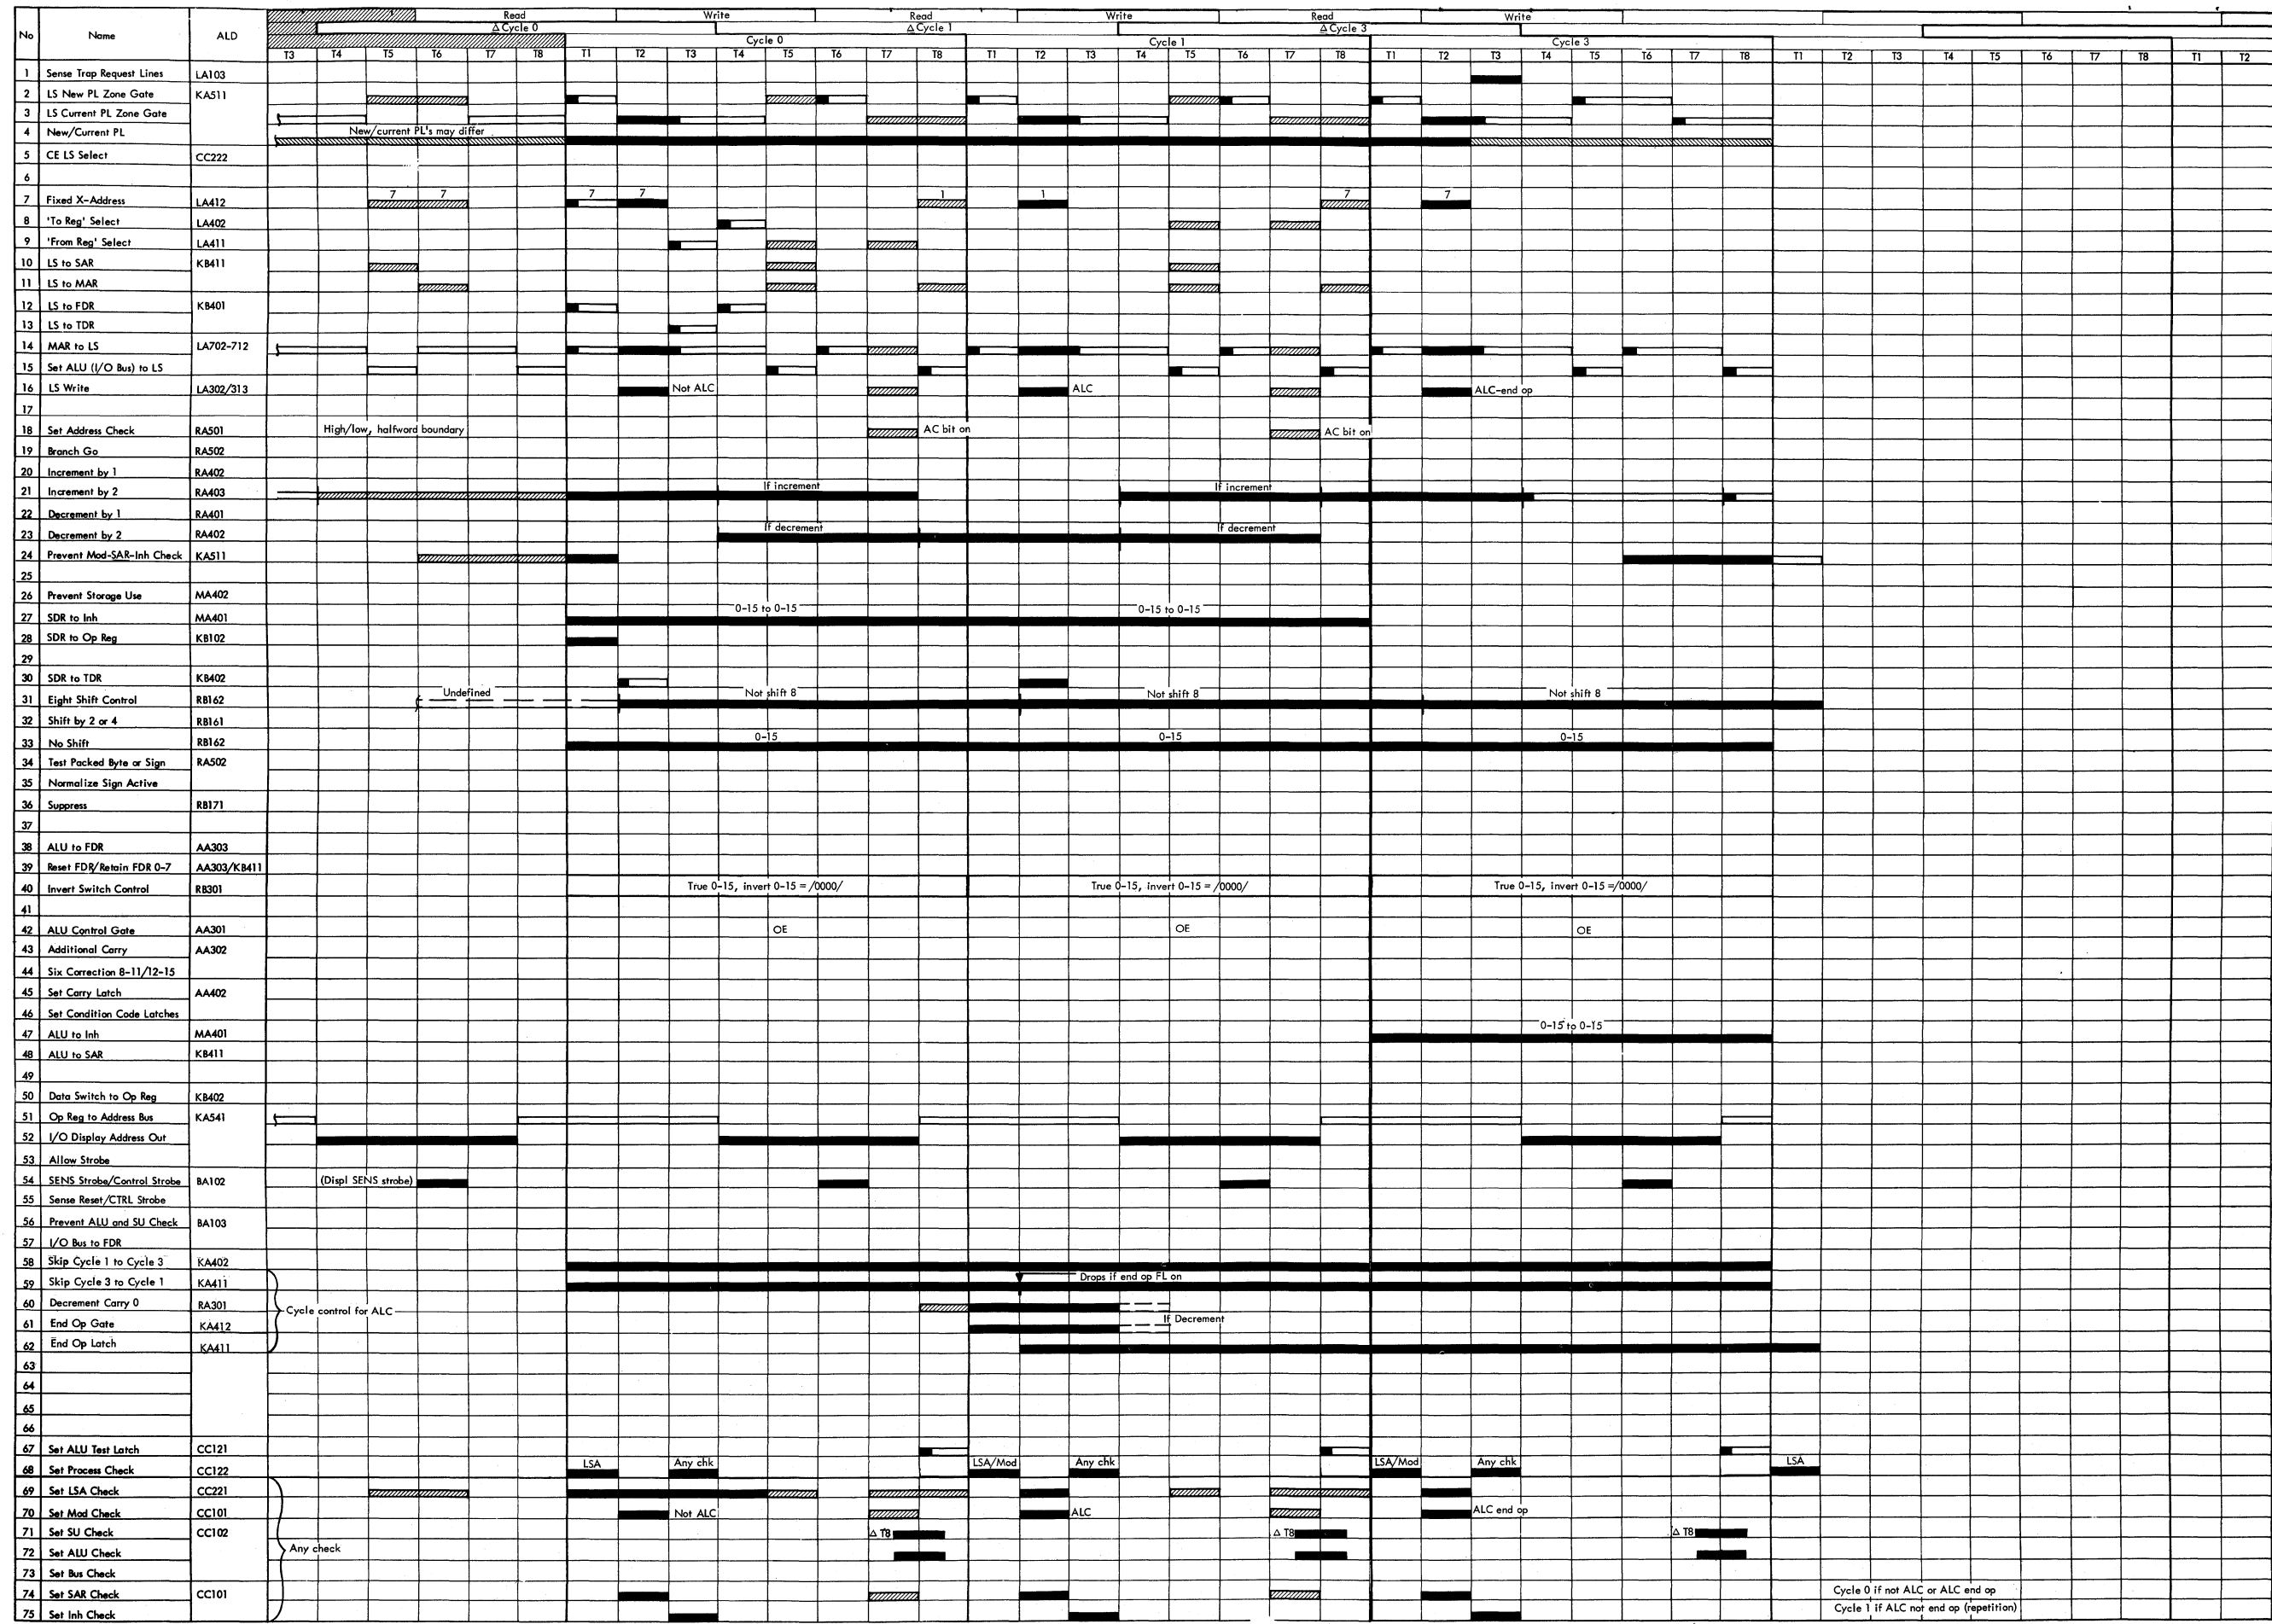 Read Write Read Write Read Write
Δ Cycle 0 Δ Cycle 1 Δ Cycle 3
No Name ALD Cycle 0 Cycle 1 Cycle 3
T3 T4 T5 T6 T7 T8 T1 T2 T3 T4 T5 T6 T7 T8 T1 T2 T3 T4 T5 T6 T7 T8 T1 T2 T3 T4 T5 T6 T7 T8 T1 T2 T3 T4 T5 T6 T7 T8 T1 T2
1 Sense Trap Request Lines LA103
2 LS New PL Zone Gate KA511
3 LS Current PL Zone Gate
4 New/Current PL New/current PL's may differ
5 CE LS Select CC222
6
7 Fixed X-Address LA412 7 7 7 7 1 1 7 7
8 'To Reg' Select LA402
9 'From Reg' Select LA411
10 LS to SAR KB411
11 LS to MAR
12 LS to FDR KB401
13 LS to TDR
14 MAR to LS LA702-712
15 Set ALU (I/O Bus) to LS
16 LS Write LA302/313 Not ALC ALC ALC-end op
17
18 Set Address Check RA501 High/low, halfword boundary AC bit on AC bit on
19 Branch Go RA502
20 Increment by 1 RA402
21 Increment by 2 RA403 If increment If increment
22 Decrement by 1 RA401
23 Decrement by 2 RA402 If decrement If decrement
24 Prevent Mod-SAR-Inh Check KA511
25
26 Prevent Storage Use MA402
27 SDR to Inh MA401 0-15 to 0-15 0-15 to 0-15
28 SDR to Op Reg KB102
29
30 SDR to TDR KB402
31 Eight Shift Control RB162 Undefined Not shift 8 Not shift 8 Not shift 8
32 Shift by 2 or 4 RB161
33 No Shift RB162 0-15 0-15 0-15
34 Test Packed Byte or Sign RA502
35 Normalize Sign Active
36 Suppress RB171
37
38 ALU to FDR AA303
39 Reset FDR/Retain FDR 0-7 AA303/KB411
40 Invert Switch Control RB301 True 0-15, invert 0-15 = /0000/ True 0-15, invert 0-15 = /0000/ True 0-15, invert 0-15 =/0000/
41
42 ALU Control Gate AA301 OE OE OE
43 Additional Carry AA302
44 Six Correction 8-11/12-15
45 Set Carry Latch AA402
46 Set Condition Code Latches
47 ALU to Inh MA401 0-15 to 0-15
48 ALU to SAR KB411
49
50 Data Switch to Op Reg KB402
51 Op Reg to Address Bus KA541
52 I/O Display Address Out
53 Allow Strobe
54 SENS Strobe/Control Strobe BA102 (Displ SENS strobe)
55 Sense Reset/CTRL Strobe
56 Prevent ALU and SU Check BA103
57 I/O Bus to FDR
58 Skip Cycle 1 to Cycle 3 KA402
59 Skip Cycle 3 to Cycle 1 KA411 Drops if end op FL on
60 Decrement Carry 0 RA301 Cycle control for ALC
61 End Op Gate KA412 If Decrement
62 End Op Latch KA411
63
64
65
66
67 Set ALU Test Latch CC121
68 Set Process Check CC122 LSA Any chk LSA/Mod Any chk LSA/Mod Any chk LSA
69 Set LSA Check CC221
70 Set Mod Check CC101 Not ALC ALC ALC end op
71 Set SU Check CC102 Δ T8 Δ T8 Δ T8
72 Set ALU Check Any check
73 Set Bus Check
74 Set SAR Check CC101 Cycle 0 if not ALC or ALC end op
75 Set Inh Check Cycle 1 if ALC not end op (repetition)